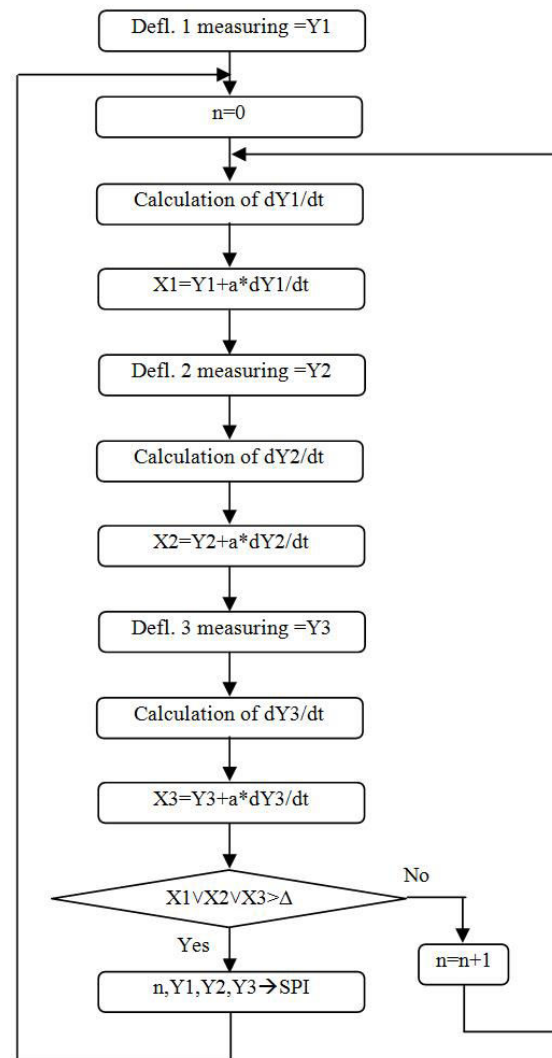 Defl. 1 measuring =Y1
n=0
Calculation of dY1/dt
X1=Y1+a*dY1/dt
Defl. 2 measuring =Y2
Calculation of dY2/dt
X2=Y2+a*dY2/dt
Defl. 3 measuring =Y3
Calculation of dY3/dt
X3=Y3+a*dY3/dt
X1∨X2∨X3>Δ
No
Yes
n=n+1
n,Y1,Y2,Y3→SPI